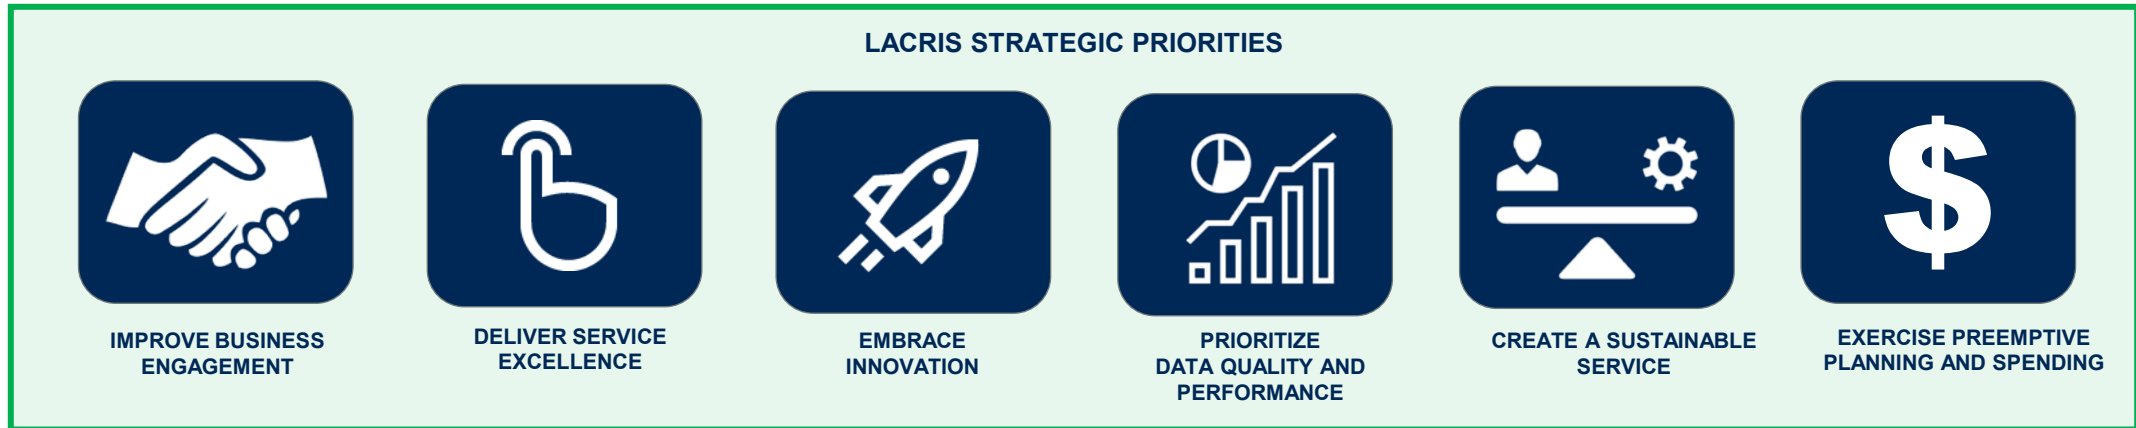 LACRIS STRATEGIC PRIORITIES
IMPROVE BUSINESS
ENGAGEMENT
DELIVER SERVICE
EXCELLENCE
EMBRACE
INNOVATION
PRIORITIZE
DATA QUALITY AND
PERFORMANCE
CREATE A SUSTAINABLE
SERVICE
$
EXERCISE PREEMPTIVE
PLANNING AND SPENDING